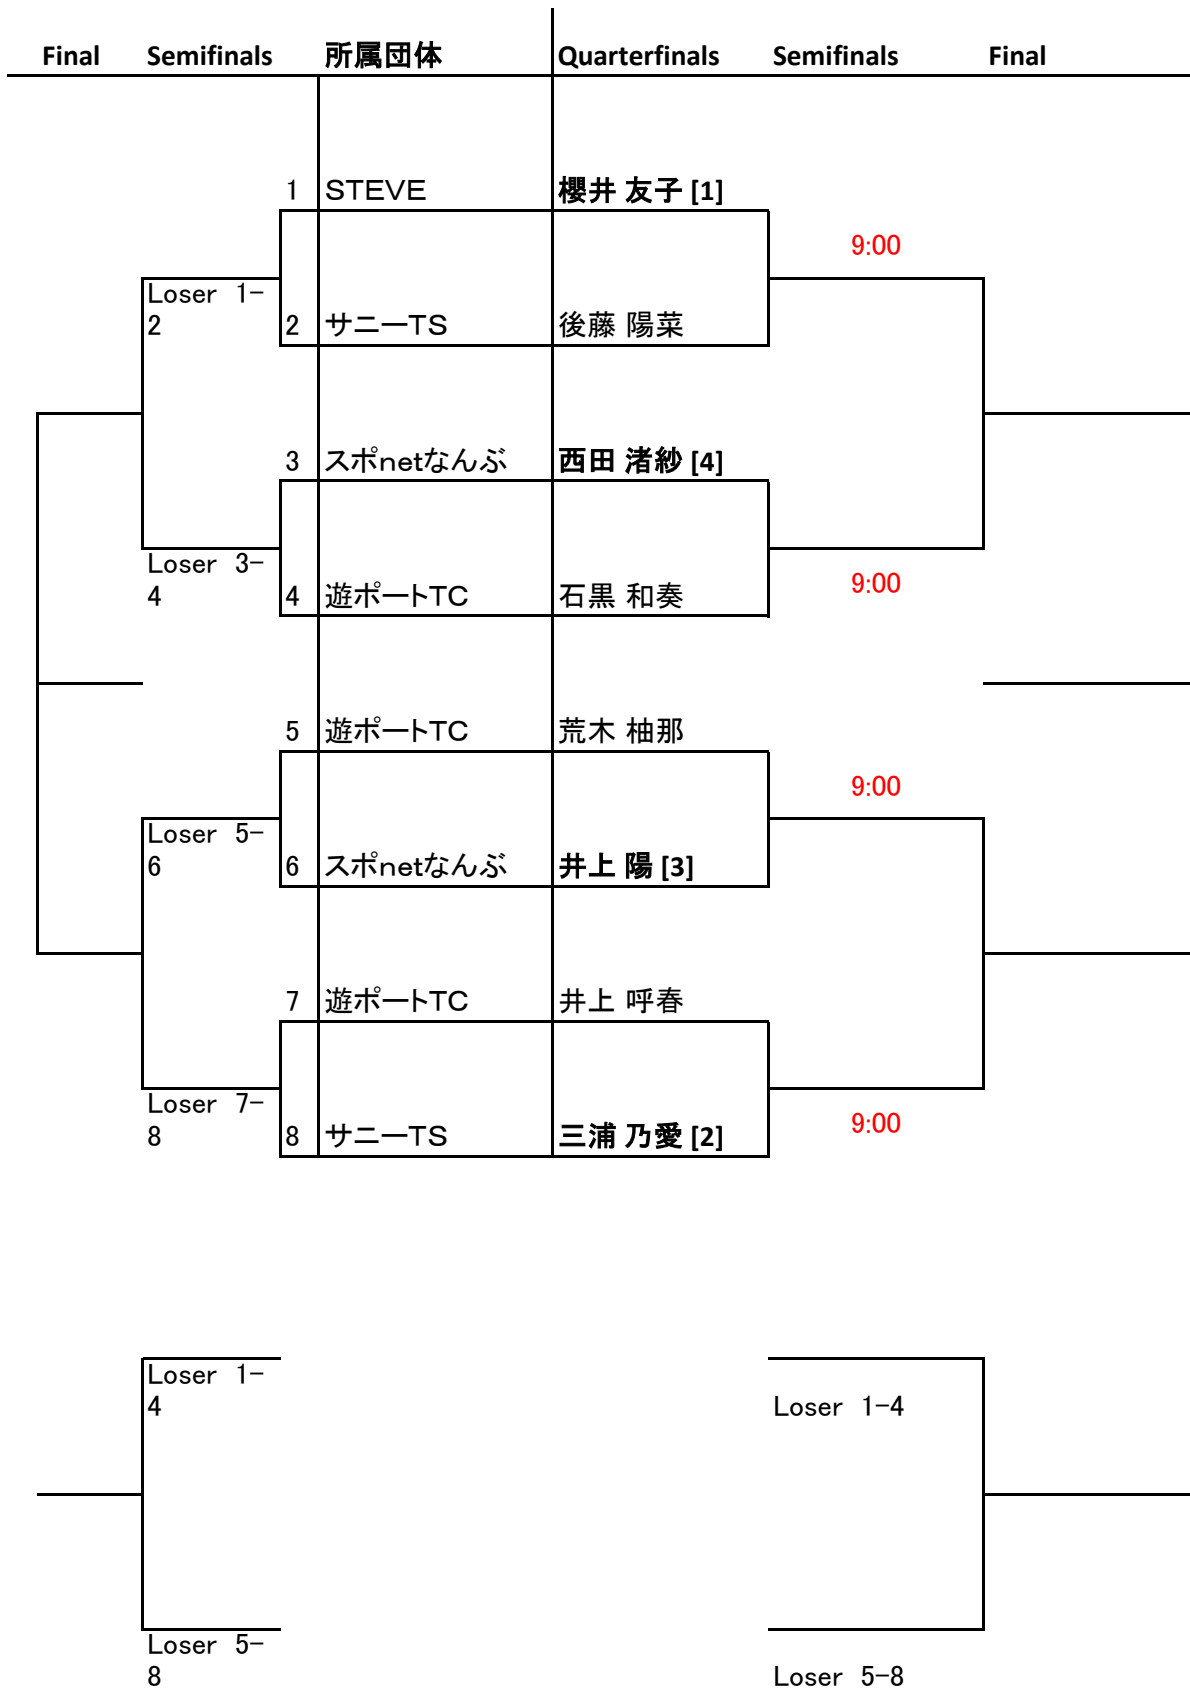 Final Semifinals 所属団体 Quarterfinals Semifinals Final
1 STEVE 櫻井 友子 [1]
9:00
Loser 1-
2
2 サニーTS 後藤 陽菜
3 スポnetなんぶ 西田 渚紗 [4]
Loser 3-
4
4 遊ポートTC 石黒 和奏
9:00
5 遊ポートTC 荒木 柚那
9:00
Loser 5-
6
6 スポnetなんぶ 井上 陽 [3]
7 遊ポートTC 井上 呼春
Loser 7-
8
8 サニーTS 三浦 乃愛 [2]
9:00
Loser 1-
4
Loser 1-4
Loser 5-
8
Loser 5-8